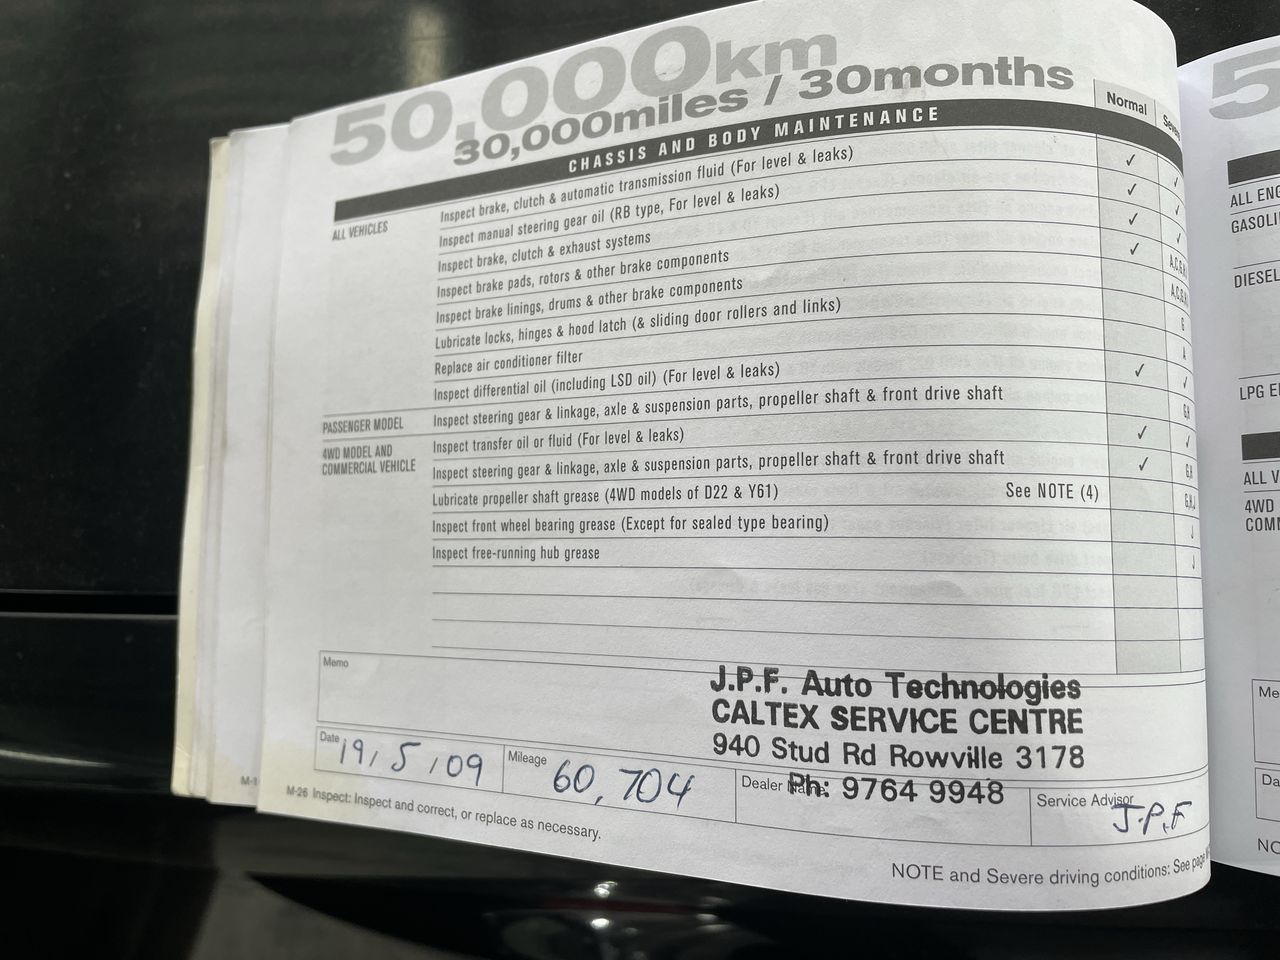 50,000km
30,000miles / 30months
CHASSIS AND BODY MAINTENANCE
Normal
ALL VEHICLES
Inspect brake, clutch & automatic transmission fluid (For level & leaks) ✓ ✓
Inspect manual steering gear oil (RB type, For level & leaks) ✓ ✓
Inspect brake, clutch & exhaust systems ✓ ✓
Inspect brake pads, rotors & other brake components ✓
Inspect brake linings, drums & other brake components
Lubricate locks, hinges & hood latch (& sliding door rollers and links) G
Replace air conditioner filter A
Inspect differential oil (including LSD oil) (For level & leaks) ✓ ✓
PASSENGER MODEL
Inspect steering gear & linkage, axle & suspension parts, propeller shaft & front drive shaft
4WD MODEL AND
COMMERCIAL VEHICLE
Inspect transfer oil or fluid (For level & leaks) ✓ ✓
Inspect steering gear & linkage, axle & suspension parts, propeller shaft & front drive shaft ✓
Lubricate propeller shaft grease (4WD models of D22 & Y61) See NOTE (4)
Inspect front wheel bearing grease (Except for sealed type bearing) J
Inspect free-running hub grease J
Memo
J.P.F. Auto Technologies
CALTEX SERVICE CENTRE
940 Stud Rd Rowville 3178
Ph: 9764 9948
Date 19/5/09
Mileage 60,704
Dealer Name
Service Advisor J.P.F
M-26 Inspect: Inspect and correct, or replace as necessary.
NOTE and Severe driving conditions: See page
5
ALL ENG
GASOLI
DIESEL
LPG E
ALL V
4WD
COM
Me
Da
NO
M-1